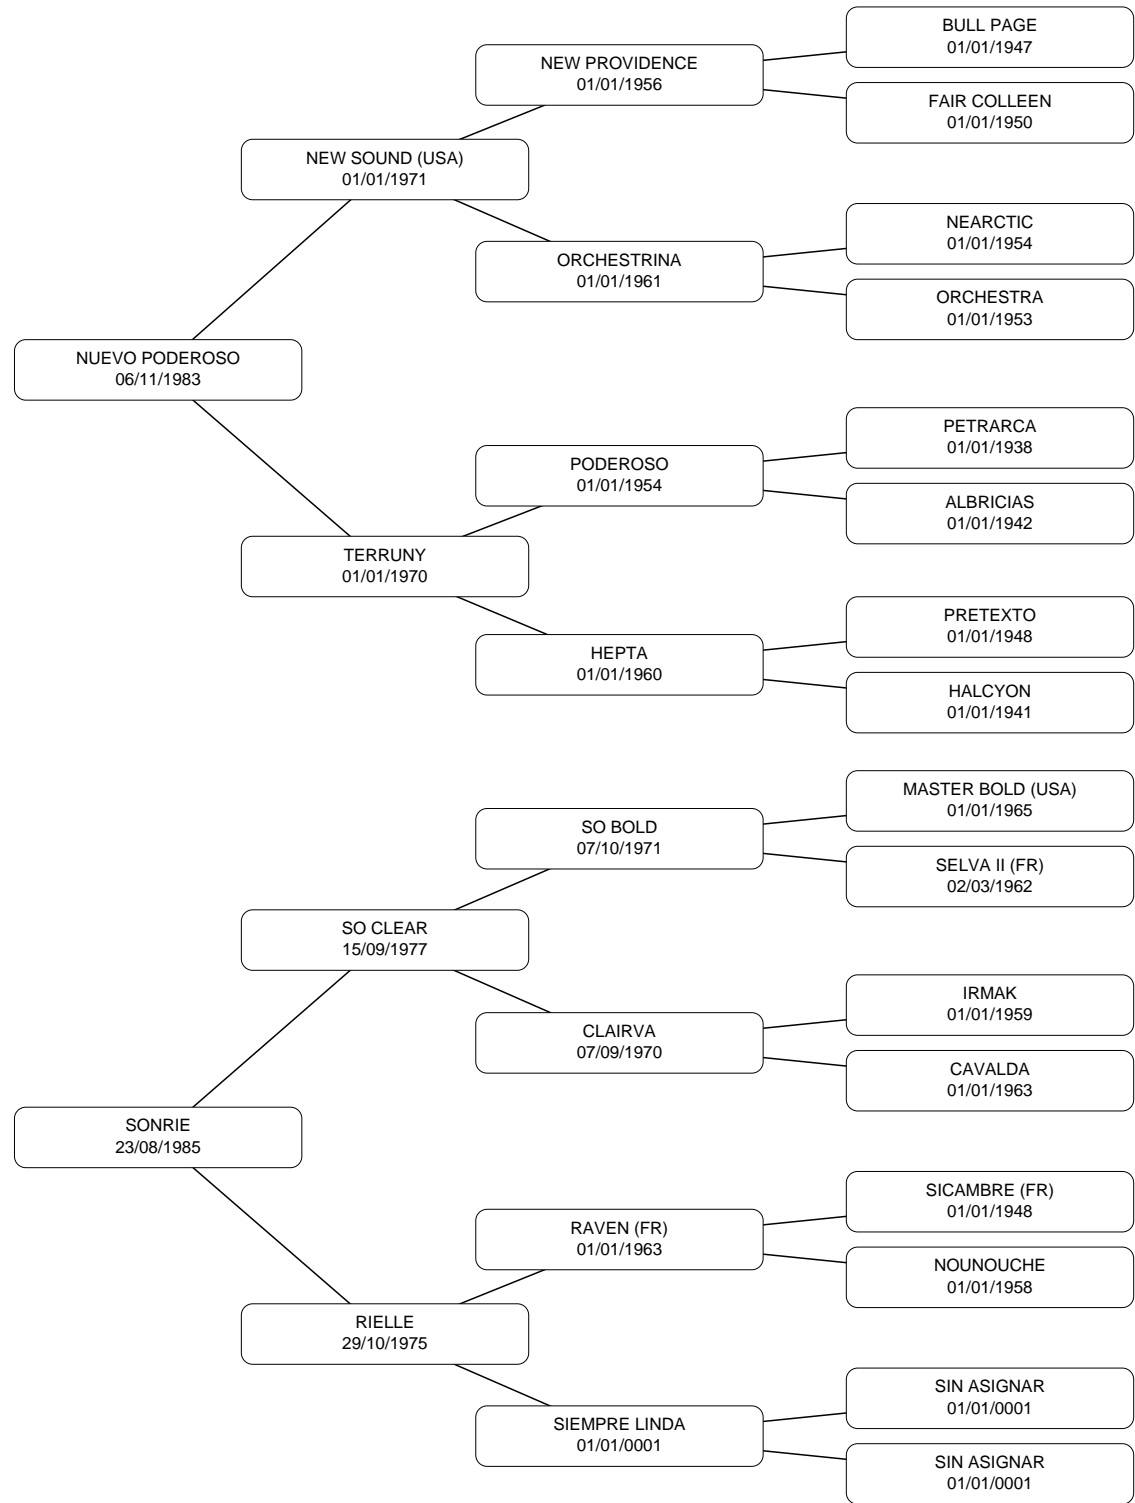 BULL PAGE
01/01/1947
NEW PROVIDENCE
01/01/1956
FAIR COLLEEN
01/01/1950
NEW SOUND (USA)
01/01/1971
NEARCTIC
01/01/1954
ORCHESTRINA
01/01/1961
ORCHESTRA
01/01/1953
NUEVO PODEROSO
06/11/1983
PETRARCA
01/01/1938
PODEROSO
01/01/1954
ALBRICIAS
01/01/1942
TERRUNY
01/01/1970
PRETEXTO
01/01/1948
HEPTA
01/01/1960
HALCYON
01/01/1941
MASTER BOLD (USA)
01/01/1965
SO BOLD
07/10/1971
SELVA II (FR)
02/03/1962
SO CLEAR
15/09/1977
IRMAK
01/01/1959
CLAIRVA
07/09/1970
CAVALDA
01/01/1963
SONRIE
23/08/1985
SICAMBRE (FR)
01/01/1948
RAVEN (FR)
01/01/1963
NOUNOUCHE
01/01/1958
RIELLE
29/10/1975
SIN ASIGNAR
01/01/0001
SIEMPRE LINDA
01/01/0001
SIN ASIGNAR
01/01/0001